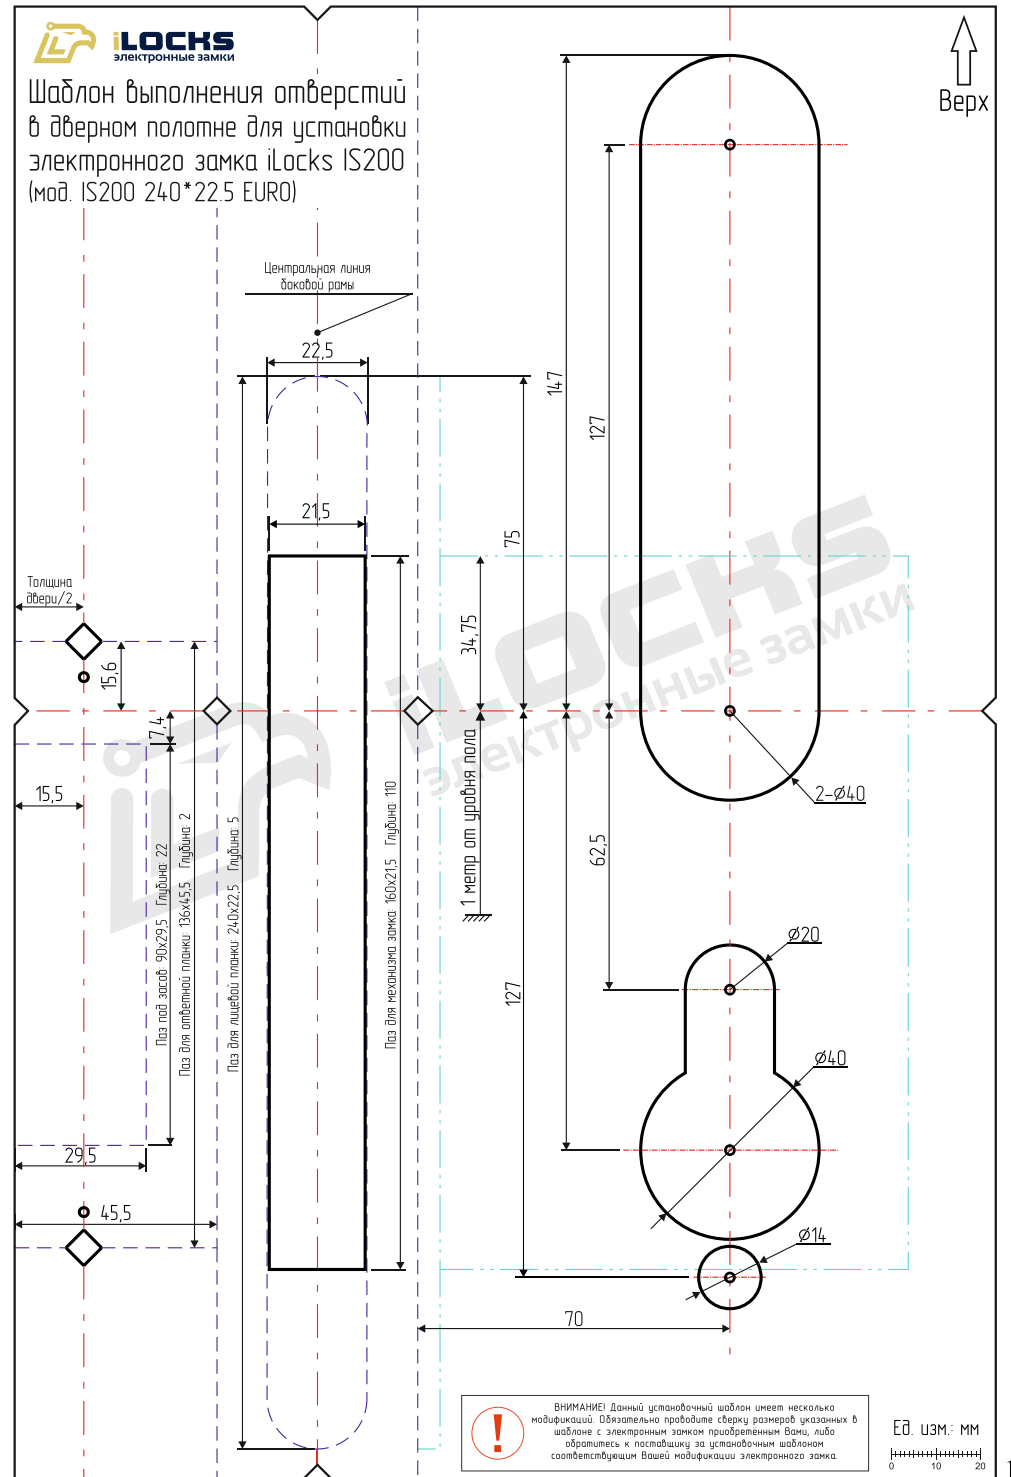 iLOCKS
электронные замки
Шаблон выполнения отверстий
в дверном полотне для установки
электронного замка iLocks IS200
(мод. IS200 240*22.5 EURO)
Верх
Центральная линия
боковой рамы
22,5
147
127
21,5
75
Толщина
двери/2
34,75
15,6
7,4
iLOCKS
электронные замки
15,5
2-Ø40
1 метр от уровня пола
62,5
Паз под засов: 90x29,5 Глубина: 22
Паз для ответной планки: 136x45,5 Глубина: 2
Паз для лицевой планки: 240x22,5 Глубина: 5
Паз для механизма замка: 160x21,5 Глубина: 110
Ø20
127
Ø40
29,5
45,5
Ø14
70
ВНИМАНИЕ! Данный установочный шаблон имеет несколько
модификаций. Обязательно проводите сверку размеров указанных в
шаблоне с электронным замком приобретённым Вами, либо
обратитесь к поставщику за установочным шаблоном
соответствующим Вашей модификации электронного замка.
!
Ед. изм.: мм
0 10 20
1